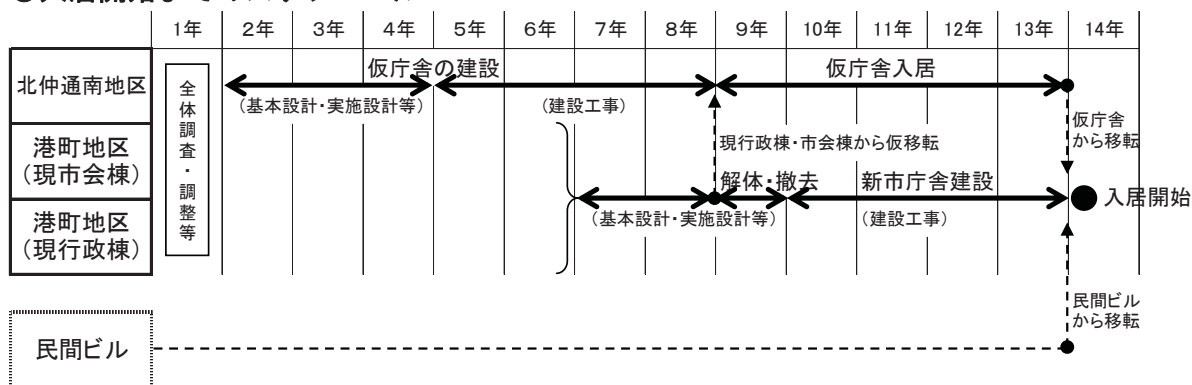 1年 2年 3年 4年 5年 6年 7年 8年 9年 10年 11年 12年 13年 14年
北仲通南地区
全体調査・調整等
仮庁舎の建設
仮庁舎入居
(基本設計・実施設計等)
(建設工事)
仮庁舎
から移転
港町地区
(現市会棟)
現行政棟・市会棟から仮移転
解体・撤去
新市庁舎建設
入居開始
港町地区
(現行政棟)
(基本設計・実施設計等)
(建設工事)
民間ビル
から移転
民間ビル